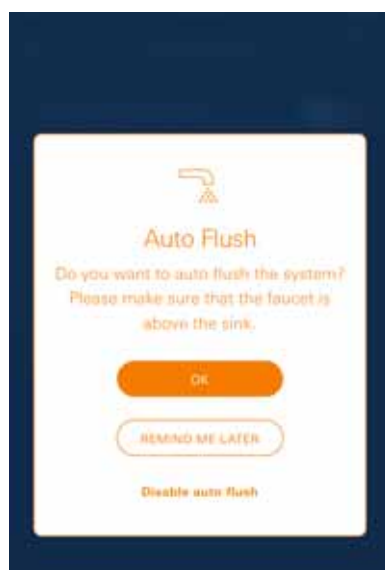 Auto Flush
Do you want to auto flush the system?
Please make sure that the faucet is
above the sink.
OK
REMIND ME LATER
Disable auto flush